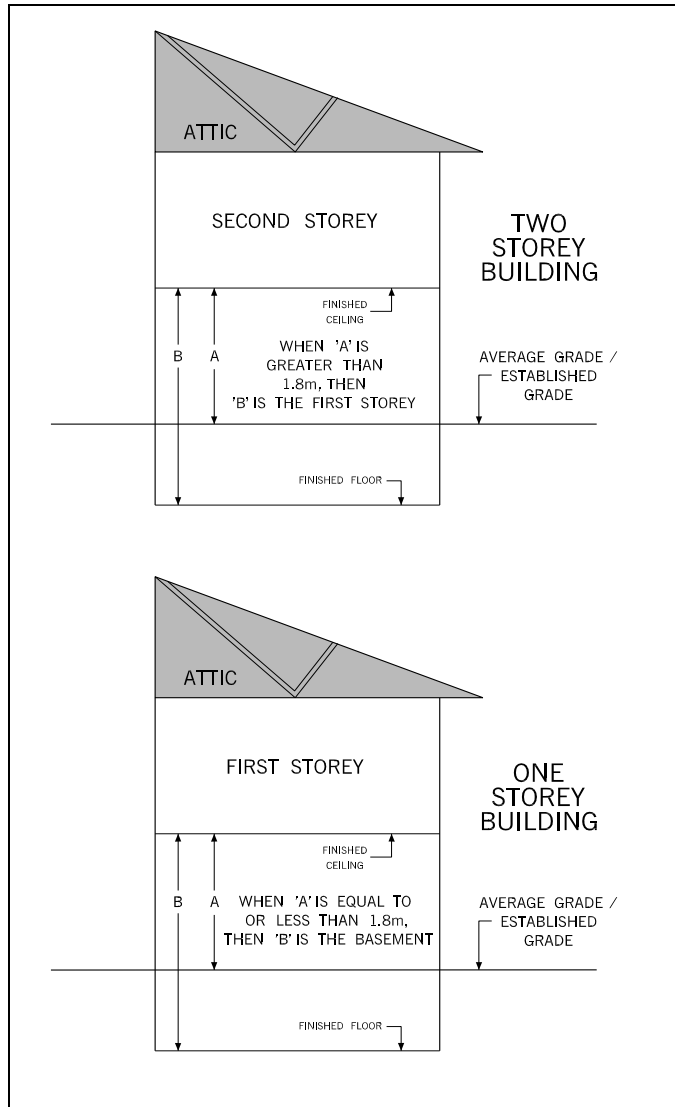 ATTIC
SECOND STOREY
TWO
STOREY
BUILDING
FINISHED
CEILING
B
A
WHEN 'A' IS
GREATER THAN
1.8m, THEN
'B' IS THE FIRST STOREY
AVERAGE GRADE /
ESTABLISHED
GRADE
FINISHED FLOOR
ATTIC
FIRST STOREY
ONE
STOREY
BUILDING
FINISHED
CEILING
B
A
WHEN 'A' IS EQUAL TO
OR LESS THAN 1.8m,
THEN 'B' IS THE BASEMENT
AVERAGE GRADE /
ESTABLISHED
GRADE
FINISHED FLOOR